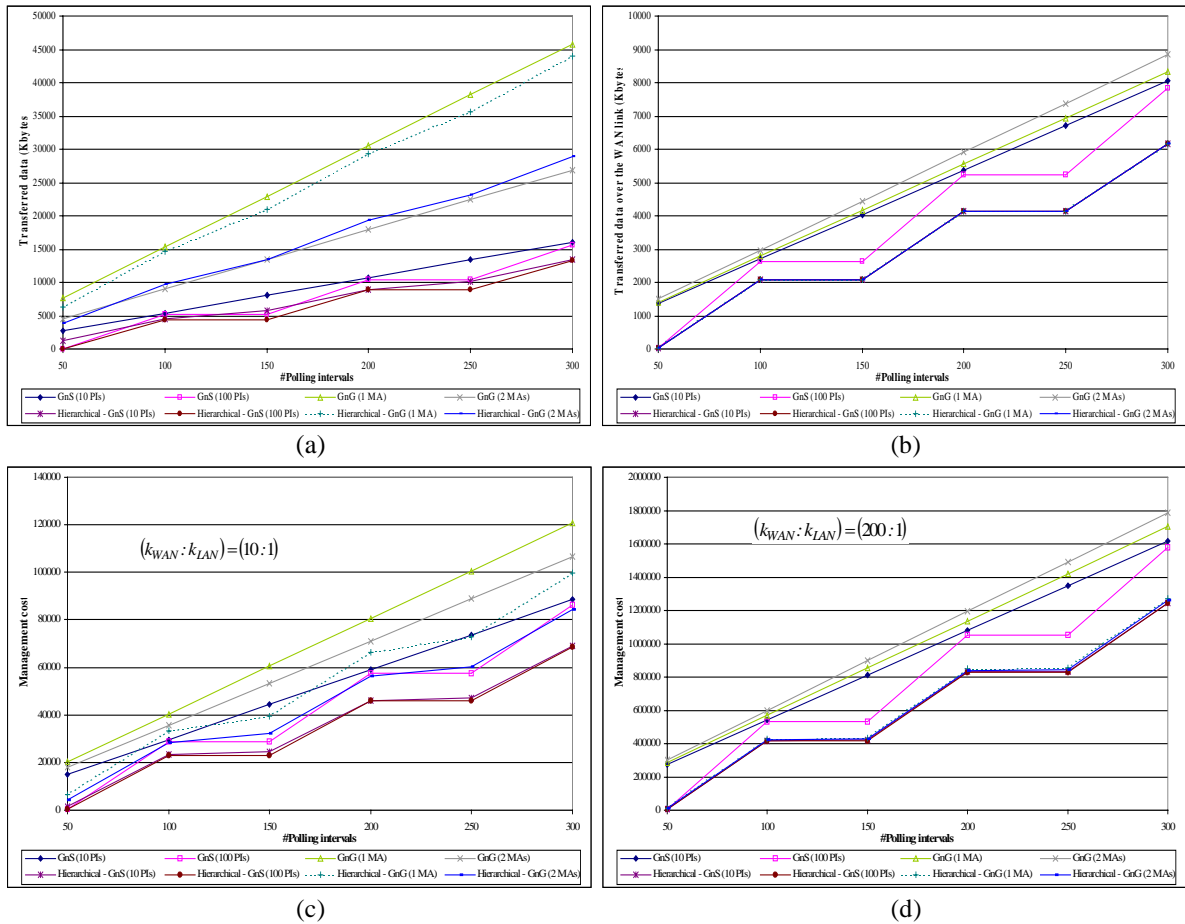 50000
45000
40000
35000
30000
25000
20000
15000
10000
5000
0
Transferred data (Kbytes
50 100 150 200 250 300
#Polling intervals
GnS (10 PIs) GnS (100 PIs) GnG (1 MA) GnG (2 MAs)
Hierarchical - GnS (10 PIs) Hierarchical - GnS (100 PIs) Hierarchical - GnG (1 MA) Hierarchical - GnG (2 MAs)
(a)
10000
9000
8000
7000
6000
5000
4000
3000
2000
1000
0
Transferred data over the WAN link (Kbytes
50 100 150 200 250 300
#Polling intervals
GnS (10 PIs) GnS (100 PIs) GnG (1 MA) GnG (2 MAs)
Hierarchical - GnS (10 PIs) Hierarchical - GnS (100 PIs) Hierarchical - GnG (1 MA) Hierarchical - GnG (2 MAs)
(b)
140000
120000
100000
80000
60000
40000
20000
0
Management cost
(k_WAN : k_LAN) = (10 : 1)
50 100 150 200 250 300
#Polling intervals
GnS (10 PIs) GnS (100 PIs) GnG (1 MA) GnG (2 MAs)
Hierarchical - GnS (10 PIs) Hierarchical - GnS (100 PIs) Hierarchical - GnG (1 MA) Hierarchical - GnG (2 MAs)
(c)
2000000
1800000
1600000
1400000
1200000
1000000
800000
600000
400000
200000
0
Management cost
(k_WAN : k_LAN) = (200 : 1)
50 100 150 200 250 300
#Polling intervals
GnS (10 PIs) GnS (100 PIs) GnG (1 MA) GnG (2 MAs)
Hierarchical - GnS (10 PIs) Hierarchical - GnS (100 PIs) Hierarchical - GnG (1 MA) Hierarchical - GnG (2 MAs)
(d)